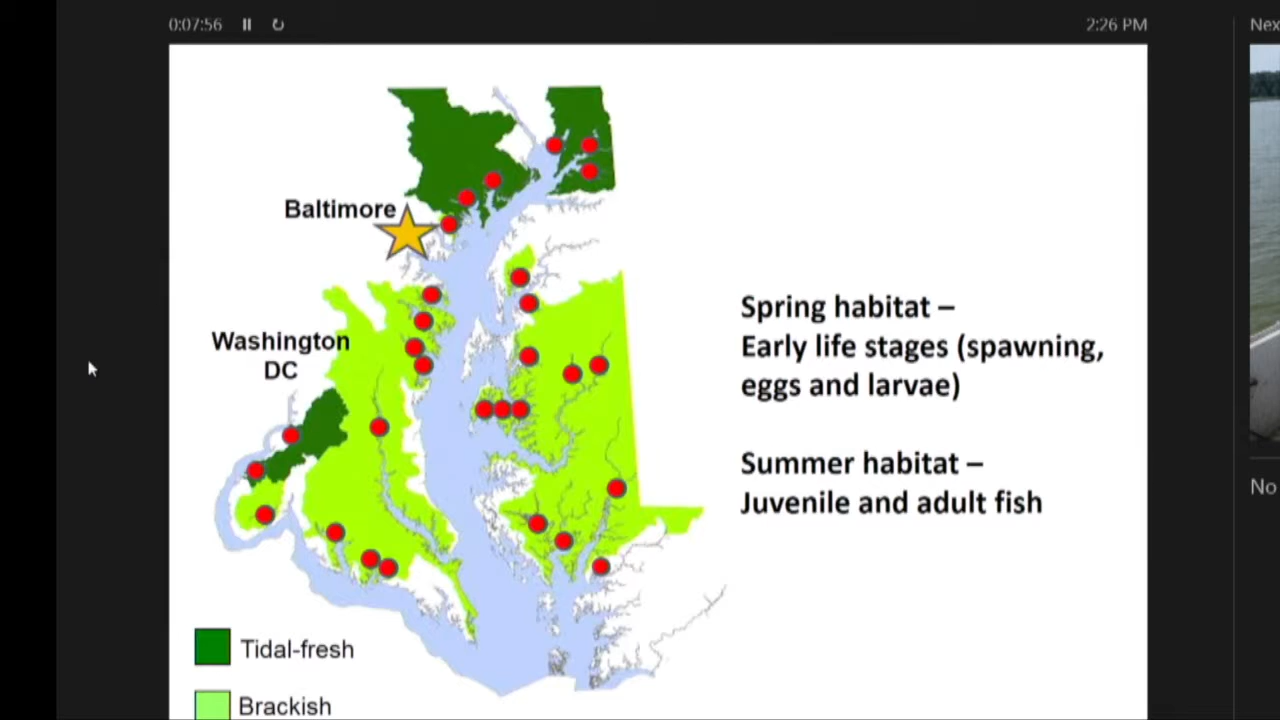 0:07:56
2:26 PM
Nex
Baltimore
Washington
DC
Spring habitat –
Early life stages (spawning,
eggs and larvae)
Summer habitat –
Juvenile and adult fish
No
Tidal-fresh
Brackish